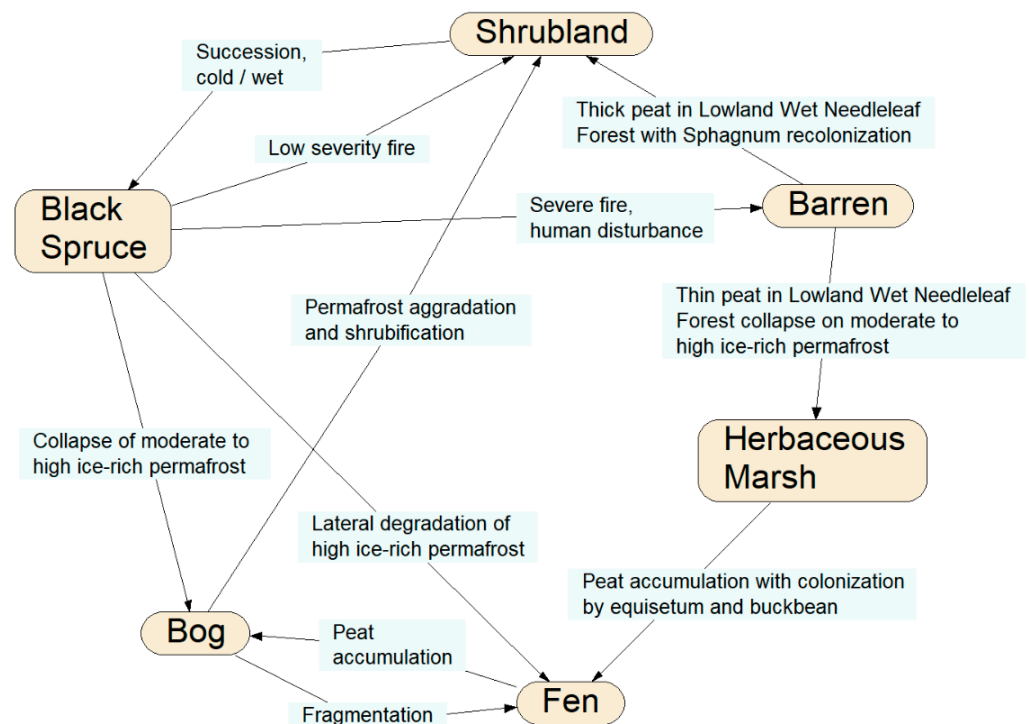 Shrubland
Succession,
cold / wet
Thick peat in Lowland Wet Needleleaf
Forest with Sphagnum recolonization
Low severity fire
Black
Spruce
Severe fire,
human disturbance
Barren
Permafrost aggradation
and shrubification
Thin peat in Lowland Wet Needleleaf
Forest collapse on moderate to
high ice-rich permafrost
Collapse of moderate to
high ice-rich permafrost
Herbaceous
Marsh
Lateral degradation of
high ice-rich permafrost
Peat accumulation with colonization
by equisetum and buckbean
Bog
Peat
accumulation
Fen
Fragmentation